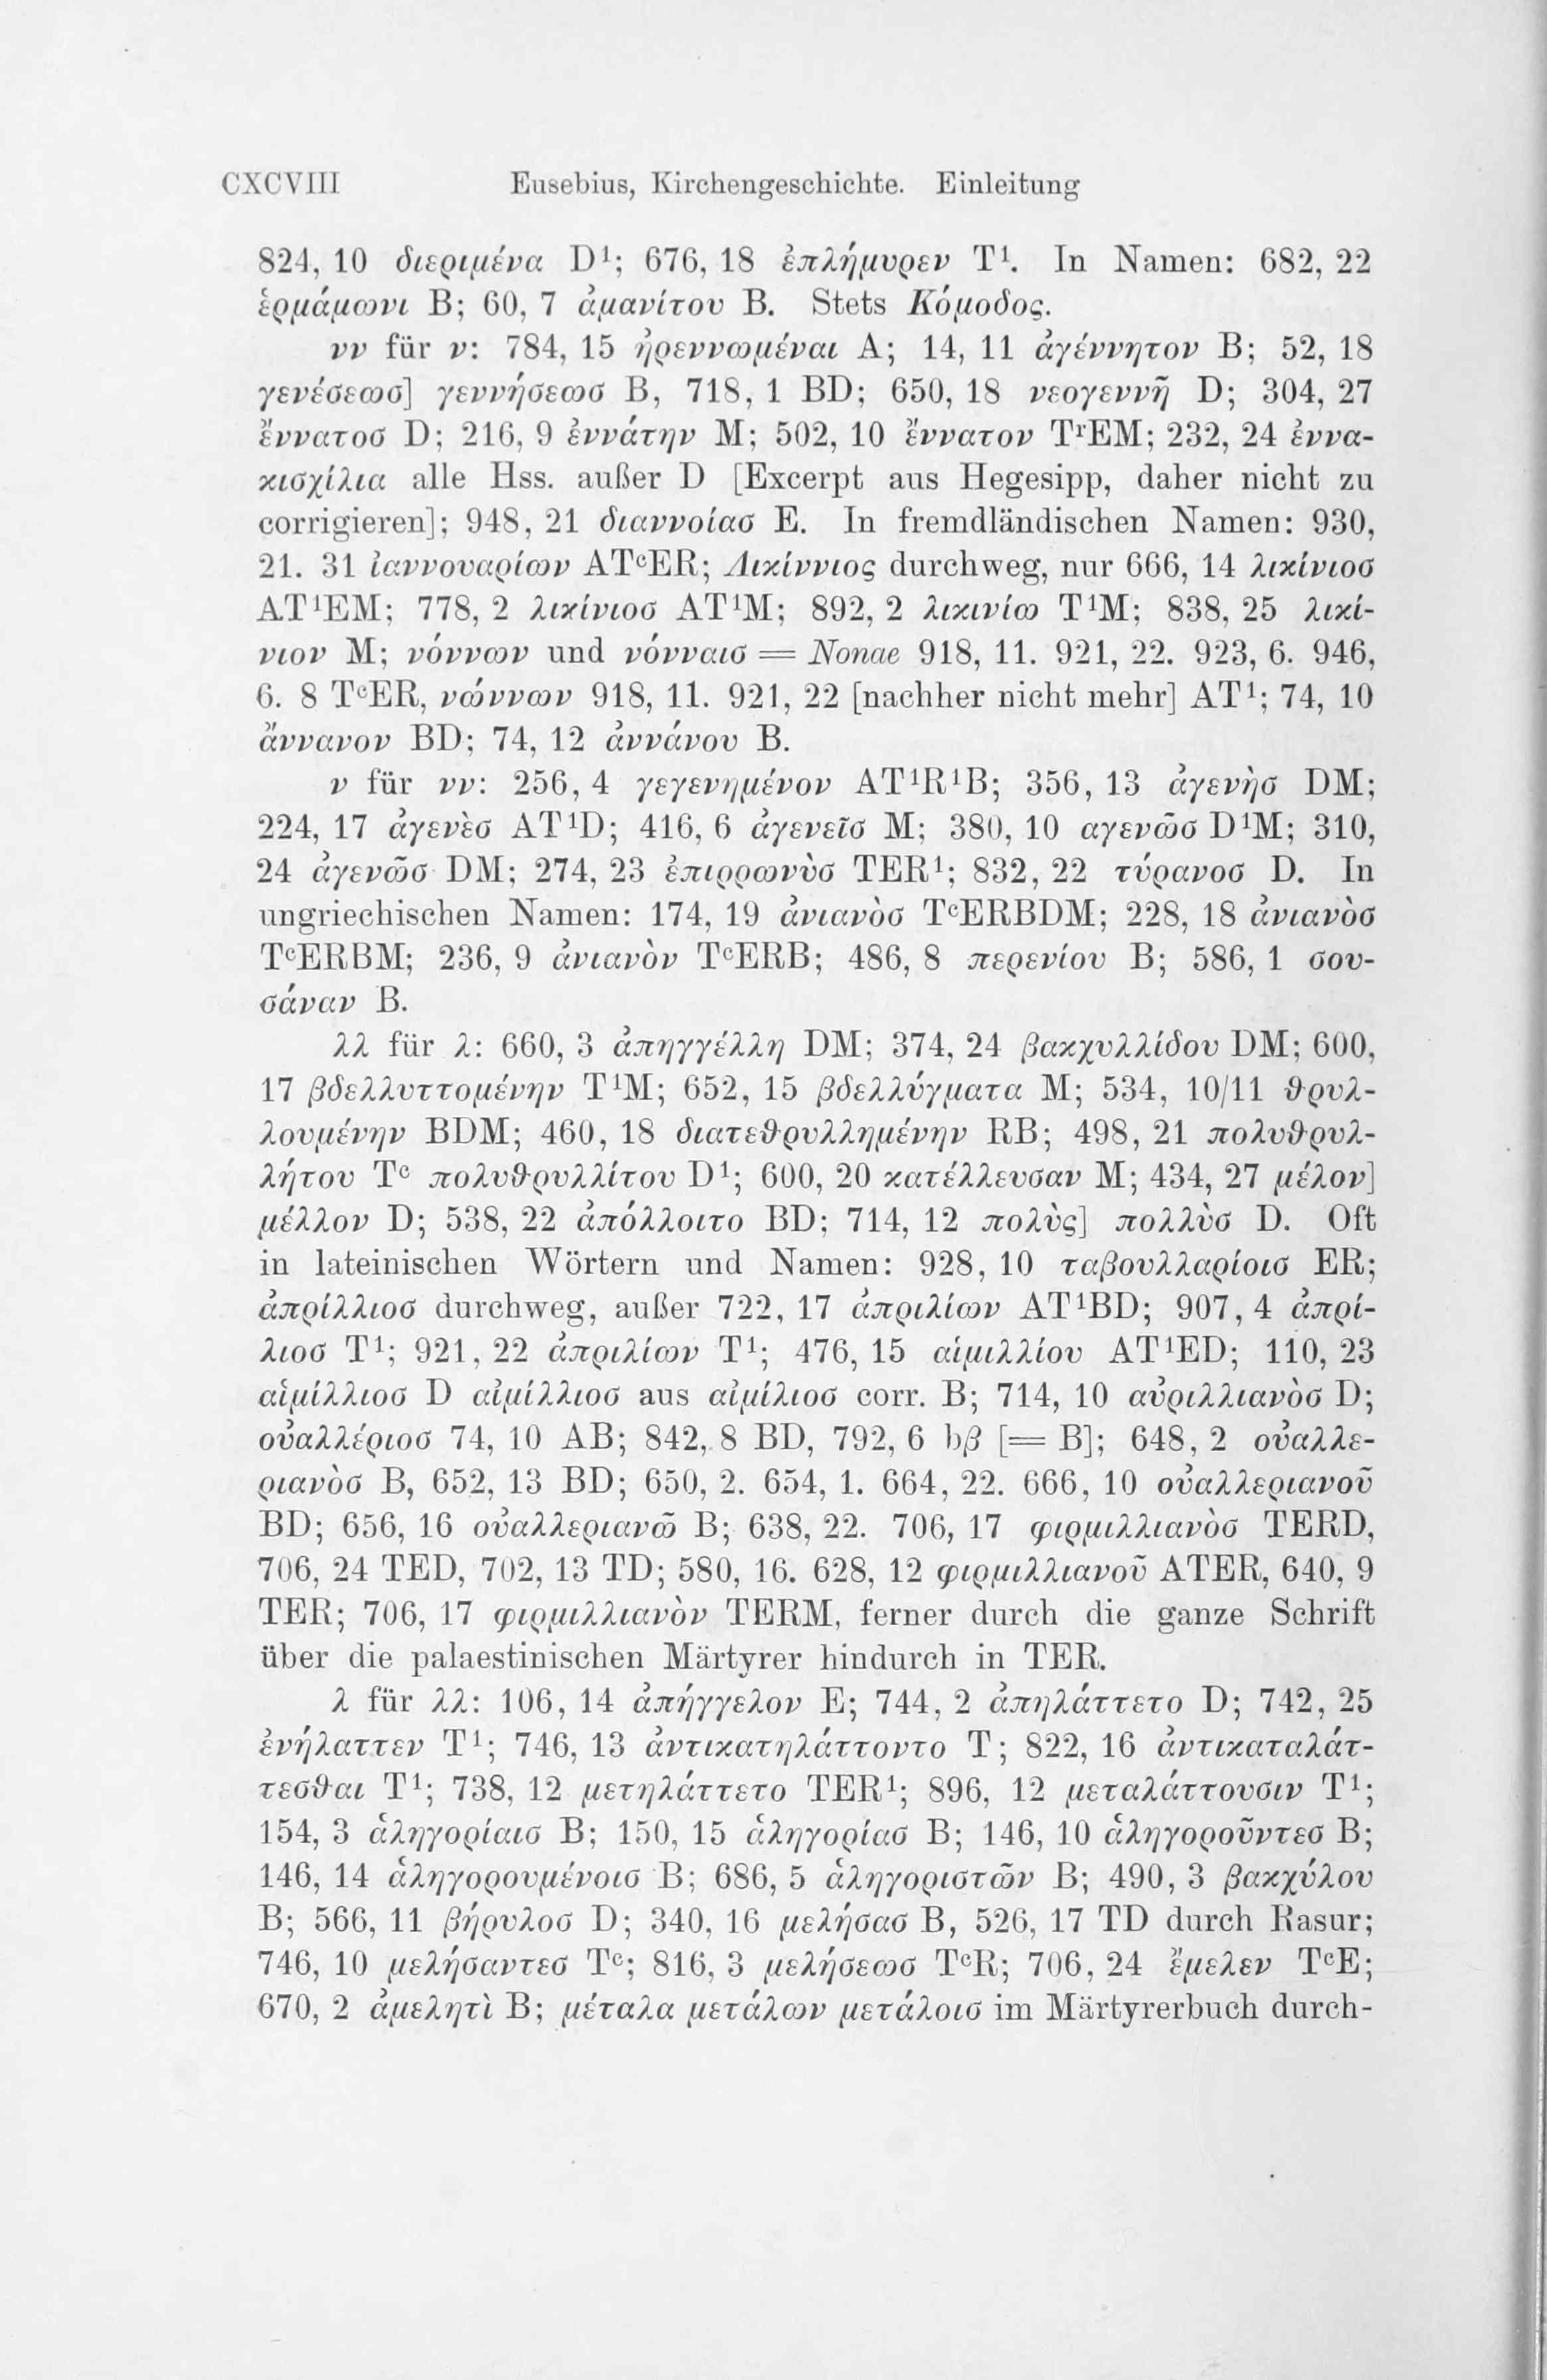 CXCVIII Eusebius, Kirchengeschichte. Einleitung
824, 10 διεριμένα D¹; 676, 18 ἐπλήμυρεν T¹. In Namen: 682, 22
ἑρμάμωνι B; 60, 7 ἀμανίτου B. Stets Κόμοδος.
νν für ν: 784, 15 ἠρεννωμέναι A; 14, 11 ἀγέννητον B; 52, 18
γενέσεωσ] γεννήσεωσ B, 718, 1 BD; 650, 18 νεογεννῆ D; 304, 27
ἔννατοσ D; 216, 9 ἐννάτην M; 502, 10 ἔννατον TʳEM; 232, 24 ἐννα-
κισχίλια alle Hss. außer D [Excerpt aus Hegesipp, daher nicht zu
corrigieren]; 948, 21 διαννοίασ E. In fremdländischen Namen: 930,
21. 31 ἰαννουαρίων ATᶜER; Λικίννιος durchweg, nur 666, 14 λικίνιοσ
AT¹EM; 778, 2 λικίνιοσ AT¹M; 892, 2 λικινίω T¹M; 838, 25 λικί-
νιον M; νόννων und νόνναισ = Nonae 918, 11. 921, 22. 923, 6. 946,
6. 8 TᶜER, νώννων 918, 11. 921, 22 [nachher nicht mehr] AT¹; 74, 10
ἄννανον BD; 74, 12 ἀννάνου B.
ν für νν: 256, 4 γεγενημένον AT¹R¹B; 356, 13 ἀγενὴσ DM;
224, 17 ἀγενὲσ AT¹D; 416, 6 ἀγενεῖσ M; 380, 10 αγενῶσ D¹M; 310,
24 ἀγενῶσ DM; 274, 23 ἐπιρρωνὺσ TER¹; 832, 22 τύρανοσ D. In
ungriechischen Namen: 174, 19 ἀνιανὸσ TᶜERBDM; 228, 18 ἀνιανὸσ
TᶜERBM; 236, 9 ἀνιανὸν TᶜERB; 486, 8 περενίου B; 586, 1 σου-
σάναν B.
λλ für λ: 660, 3 ἀπηγγέλλη DM; 374, 24 βακχυλλίδου DM; 600,
17 βδελλυττομένην T¹M; 652, 15 βδελλύγματα M; 534, 10/11 θρυλ-
λουμένην BDM; 460, 18 διατεθρυλλημένην RB; 498, 21 πολυθρυλ-
λήτου Tᶜ πολυθρυλλίτου D¹; 600, 20 κατέλλευσαν M; 434, 27 μέλον]
μέλλον D; 538, 22 ἀπόλλοιτο BD; 714, 12 πολὺς] πολλὺσ D. Oft
in lateinischen Wörtern und Namen: 928, 10 ταβουλλαρίοισ ER;
ἀπρίλλιοσ durchweg, außer 722, 17 ἀπριλίων AT¹BD; 907, 4 ἀπρί-
λιοσ T¹; 921, 22 ἀπριλίων T¹; 476, 15 αἰμιλλίου AT¹ED; 110, 23
αἱμίλλιοσ D αἰμίλλιοσ aus αἰμίλιοσ corr. B; 714, 10 αὐριλλιανὸσ D;
οὐαλλέριοσ 74, 10 AB; 842, 8 BD, 792, 6 bβ [= B]; 648, 2 οὐαλλε-
ριανὸσ B, 652, 13 BD; 650, 2. 654, 1. 664, 22. 666, 10 οὐαλλεριανοῦ
BD; 656, 16 οὐαλλεριανῶ B; 638, 22. 706, 17 φιρμιλλιανὸσ TERD,
706, 24 TED, 702, 13 TD; 580, 16. 628, 12 φιρμιλλιανοῦ ATER, 640, 9
TER; 706, 17 φιρμιλλιανὸν TERM, ferner durch die ganze Schrift
über die palaestinischen Märtyrer hindurch in TER.
λ für λλ: 106, 14 ἀπήγγελον E; 744, 2 ἀπηλάττετο D; 742, 25
ἐνήλαττεν T¹; 746, 13 ἀντικατηλάττοντο T; 822, 16 ἀντικαταλάτ-
τεσθαι T¹; 738, 12 μετηλάττετο TER¹; 896, 12 μεταλάττουσιν T¹;
154, 3 ἀληγορίαισ B; 150, 15 ἀληγορίασ B; 146, 10 ἀληγοροῦντεσ B;
146, 14 ἀληγορουμένοισ B; 686, 5 ἀληγοριστῶν B; 490, 3 βακχύλου
B; 566, 11 βήρυλοσ D; 340, 16 μελήσασ B, 526, 17 TD durch Rasur;
746, 10 μελήσαντεσ Tᶜ; 816, 3 μελήσεωσ TᶜR; 706, 24 ἔμελεν TᶜE;
670, 2 ἀμελητὶ B; μέταλα μετάλων μετάλοισ im Märtyrerbuch durch-